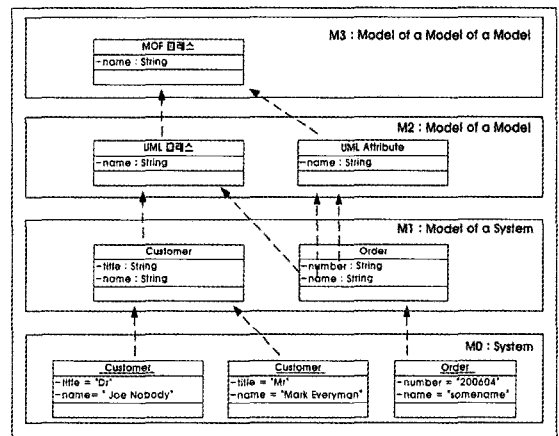 M3 : Model of a Model of a Model
MOF 클래스
-name : String
M2 : Model of a Model
UML 클래스
-name : String
UML Attribute
-name : String
M1 : Model of a System
Customer
-title : String
-name : String
Order
-number : String
-name : String
M0 : System
Customer
-title = "Dr"
-name= " Joe Nobody"
Customer
-title = "Mr"
-name = "Mark Everyman"
Order
-number = "200604"
-name = "somename"